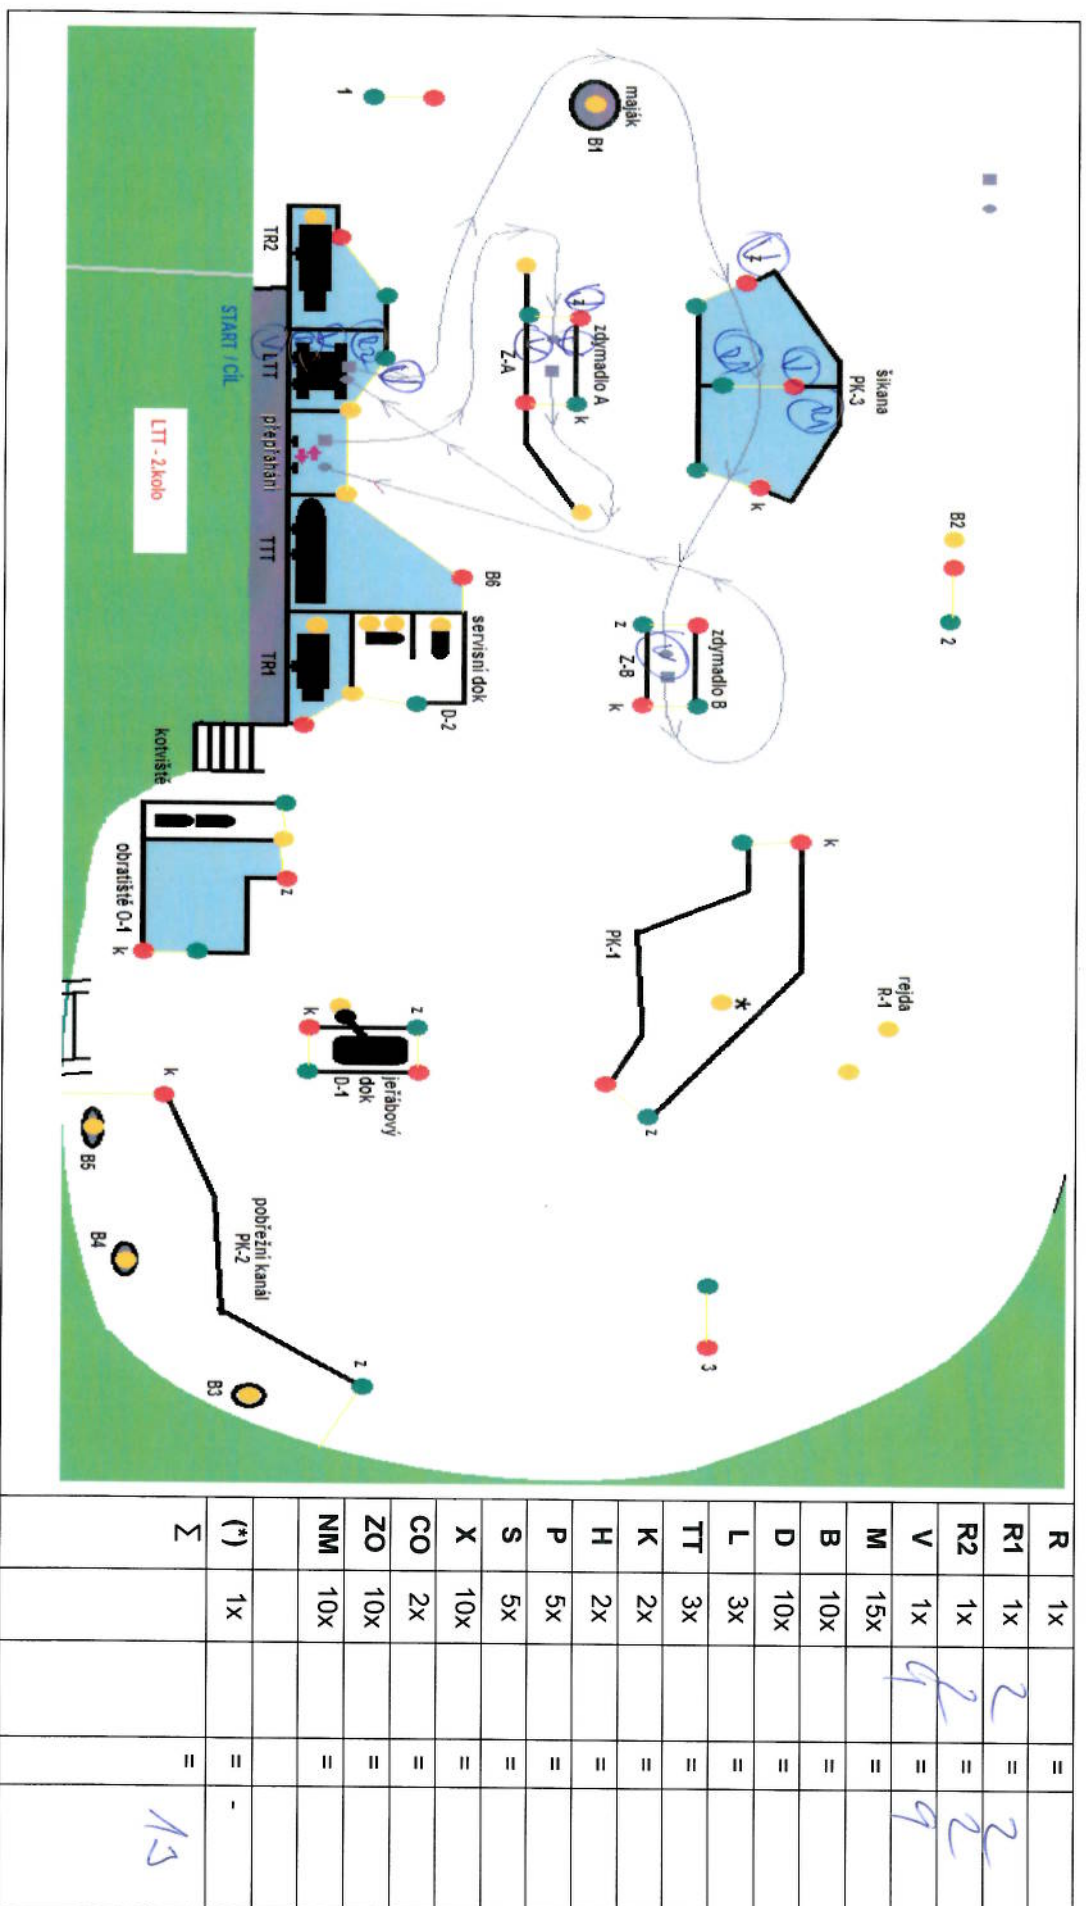 B2
2
rejda
R-1
šikana
PK-3
z
k
k
*
PK-1
z
3
maják
B1
zdymadlo A
z
k
Z-A
zdymadlo B
z
k
Z-B
1
B6
servisní dok
D-2
z
k
jeřábový
dok
D-1
z
TR2
LTT
přepřahání
TTT
TR1
START / CÍL
LTT - 2.kolo
kotviště
obratiště O-1
z
k
k
pobřežní kanál
PK-2
B5
B4
B3
R 1x =
R1 1x 2 = 2
R2 1x 2 = 2
V 1x 9 = 9
M 15x =
B 10x =
D 10x =
L 3x =
TT 3x =
K 2x =
H 2x =
P 5x =
S 5x =
X 10x =
CO 2x =
ZO 10x =
NM 10x =
(*) 1x = -
Σ = 13